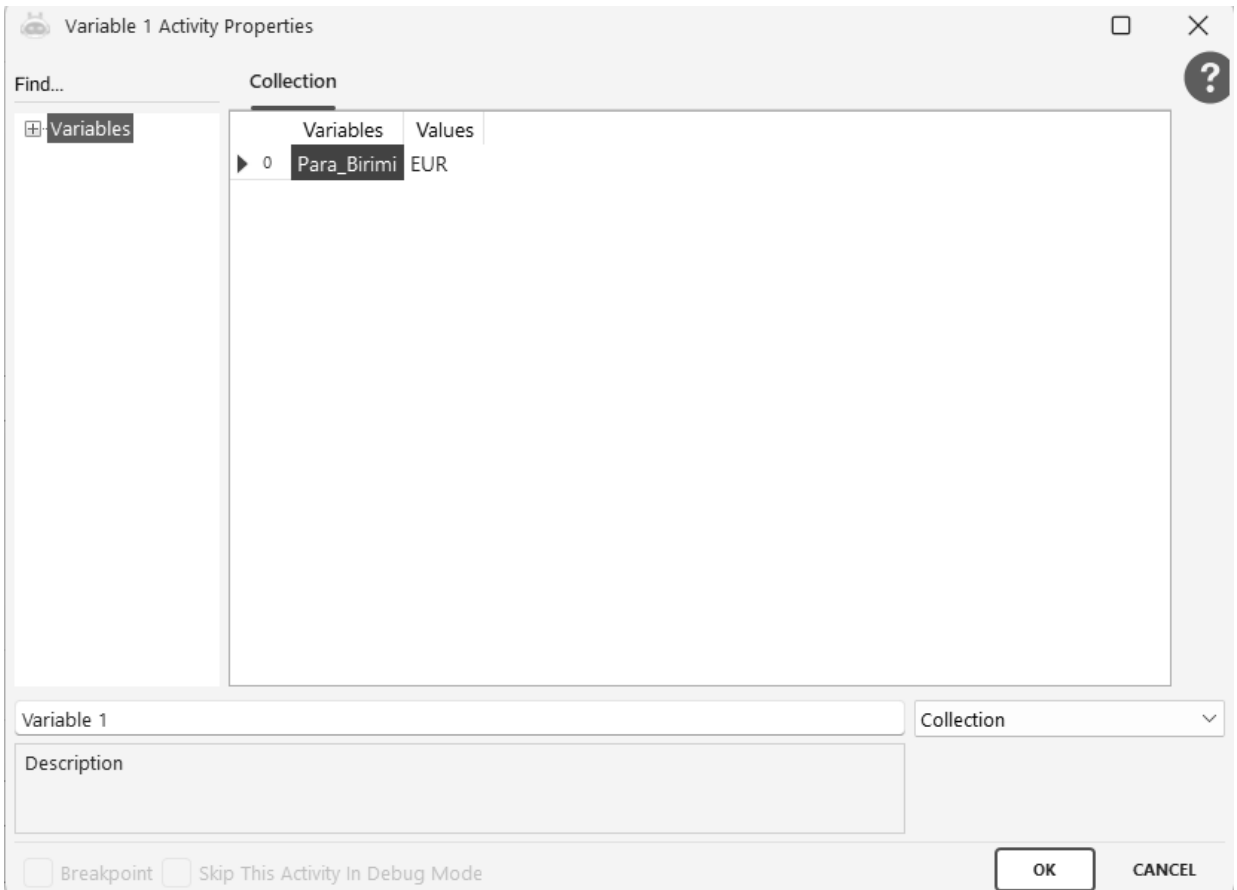 Variable 1 Activity Properties
Find...
Collection
?
Variables
Variables Values
0 Para_Birimi EUR
Variable 1
Collection
Description
Breakpoint Skip This Activity In Debug Mode
OK CANCEL